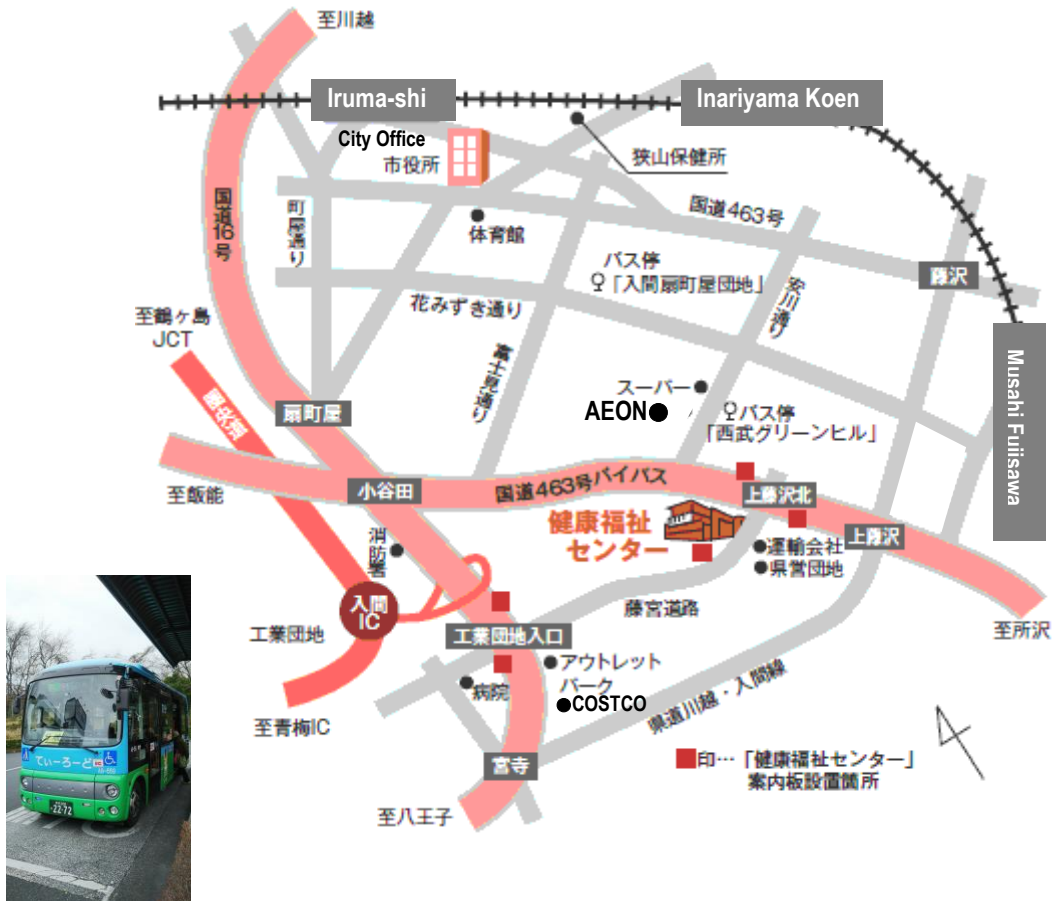 至川越
Iruma-shi
Inariyama Koen
City Office
市役所
狭山保健所
国道16号
町屋通り
体育館
国道463号
バス停
「入間扇町屋団地」
藤沢
花みずき通り
安川通り
至鶴ヶ島
JCT
圏央道
富士見通り
Musahi Fujisawa
スーパー
AEON
バス停
「西武グリーンヒル」
扇町屋
至飯能
小谷田
国道463号バイパス
上藤沢北
健康福祉
センター
上藤沢
消防署
運輸会社
県営団地
入間
IC
藤宮道路
工業団地
工業団地入口
至所沢
アウトレット
パーク
病院
COSTCO
県道川越・入間線
至青梅IC
宮寺
印…「健康福祉センター」
案内板設置箇所
至八王子
てぃーろーど
22-72